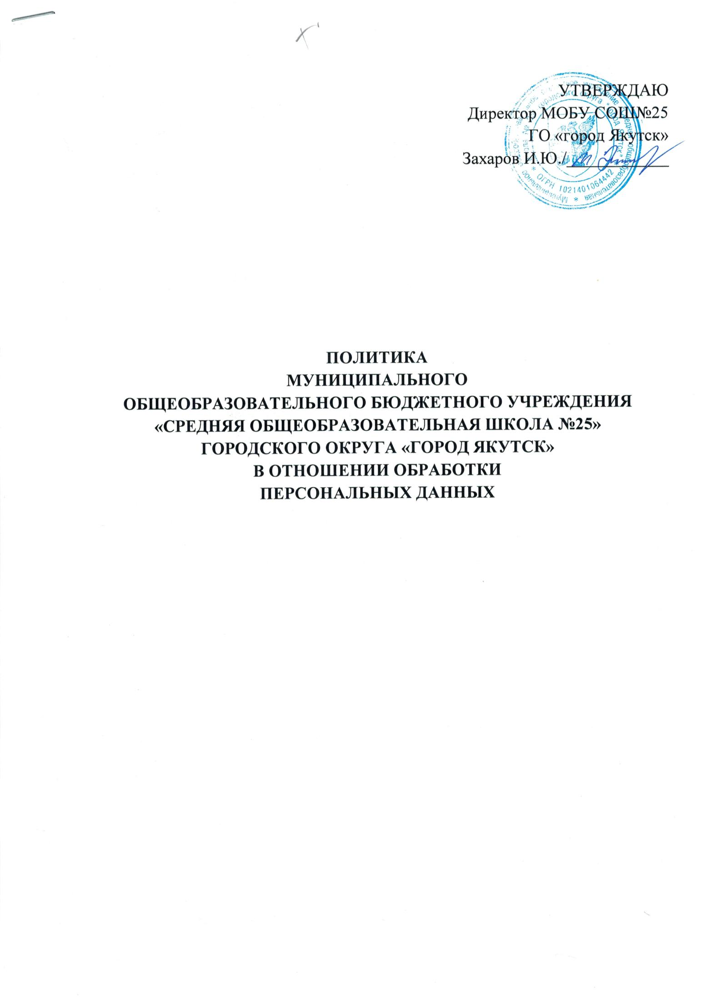 УТВЕРЖДАЮ
Директор МОБУ СОШ№25
ГО «город Якутск»
Захаров И.Ю./
* ОГРН 1021401064442 *
ПОЛИТИКА
МУНИЦИПАЛЬНОГО
ОБЩЕОБРАЗОВАТЕЛЬНОГО БЮДЖЕТНОГО УЧРЕЖДЕНИЯ
«СРЕДНЯЯ ОБЩЕОБРАЗОВАТЕЛЬНАЯ ШКОЛА №25»
ГОРОДСКОГО ОКРУГА «ГОРОД ЯКУТСК»
В ОТНОШЕНИИ ОБРАБОТКИ
ПЕРСОНАЛЬНЫХ ДАННЫХ